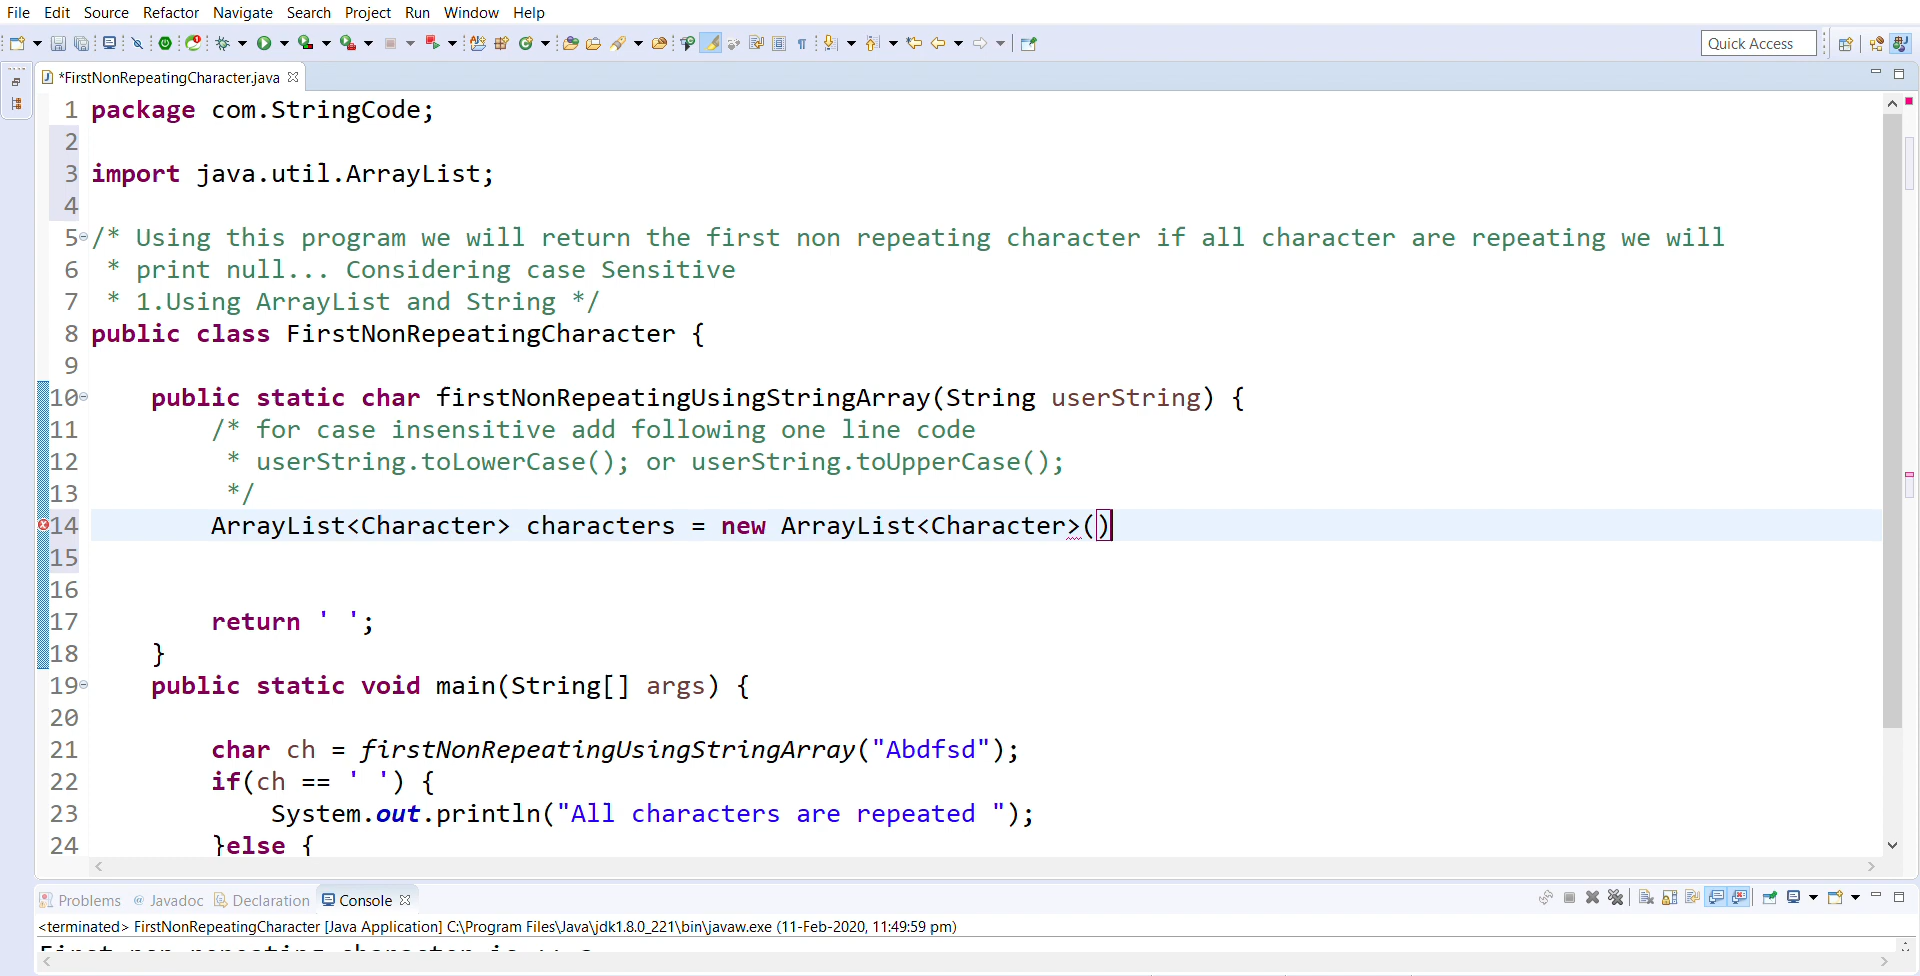 File Edit Source Refactor Navigate Search Project Run Window Help
Quick Access
*FirstNonRepeatingCharacter.java
1 package com.StringCode;
2
3 import java.util.ArrayList;
4
5 /* Using this program we will return the first non repeating character if all character are repeating we will
6  * print null... Considering case Sensitive
7  * 1.Using ArrayList and String */
8 public class FirstNonRepeatingCharacter {
9
10     public static char firstNonRepeatingUsingStringArray(String userString) {
11         /* for case insensitive add following one line code
12          * userString.toLowerCase(); or userString.toUpperCase();
13          */
14         ArrayList<Character> characters = new ArrayList<Character>()
15
16
17         return ' ';
18     }
19     public static void main(String[] args) {
20
21         char ch = firstNonRepeatingUsingStringArray("Abdfsd");
22         if(ch == ' ') {
23             System.out.println("All characters are repeated ");
24         }else {
Problems @ Javadoc Declaration Console
<terminated> FirstNonRepeatingCharacter [Java Application] C:\Program Files\Java\jdk1.8.0_221\bin\javaw.exe (11-Feb-2020, 11:49:59 pm)
First non repeating character is